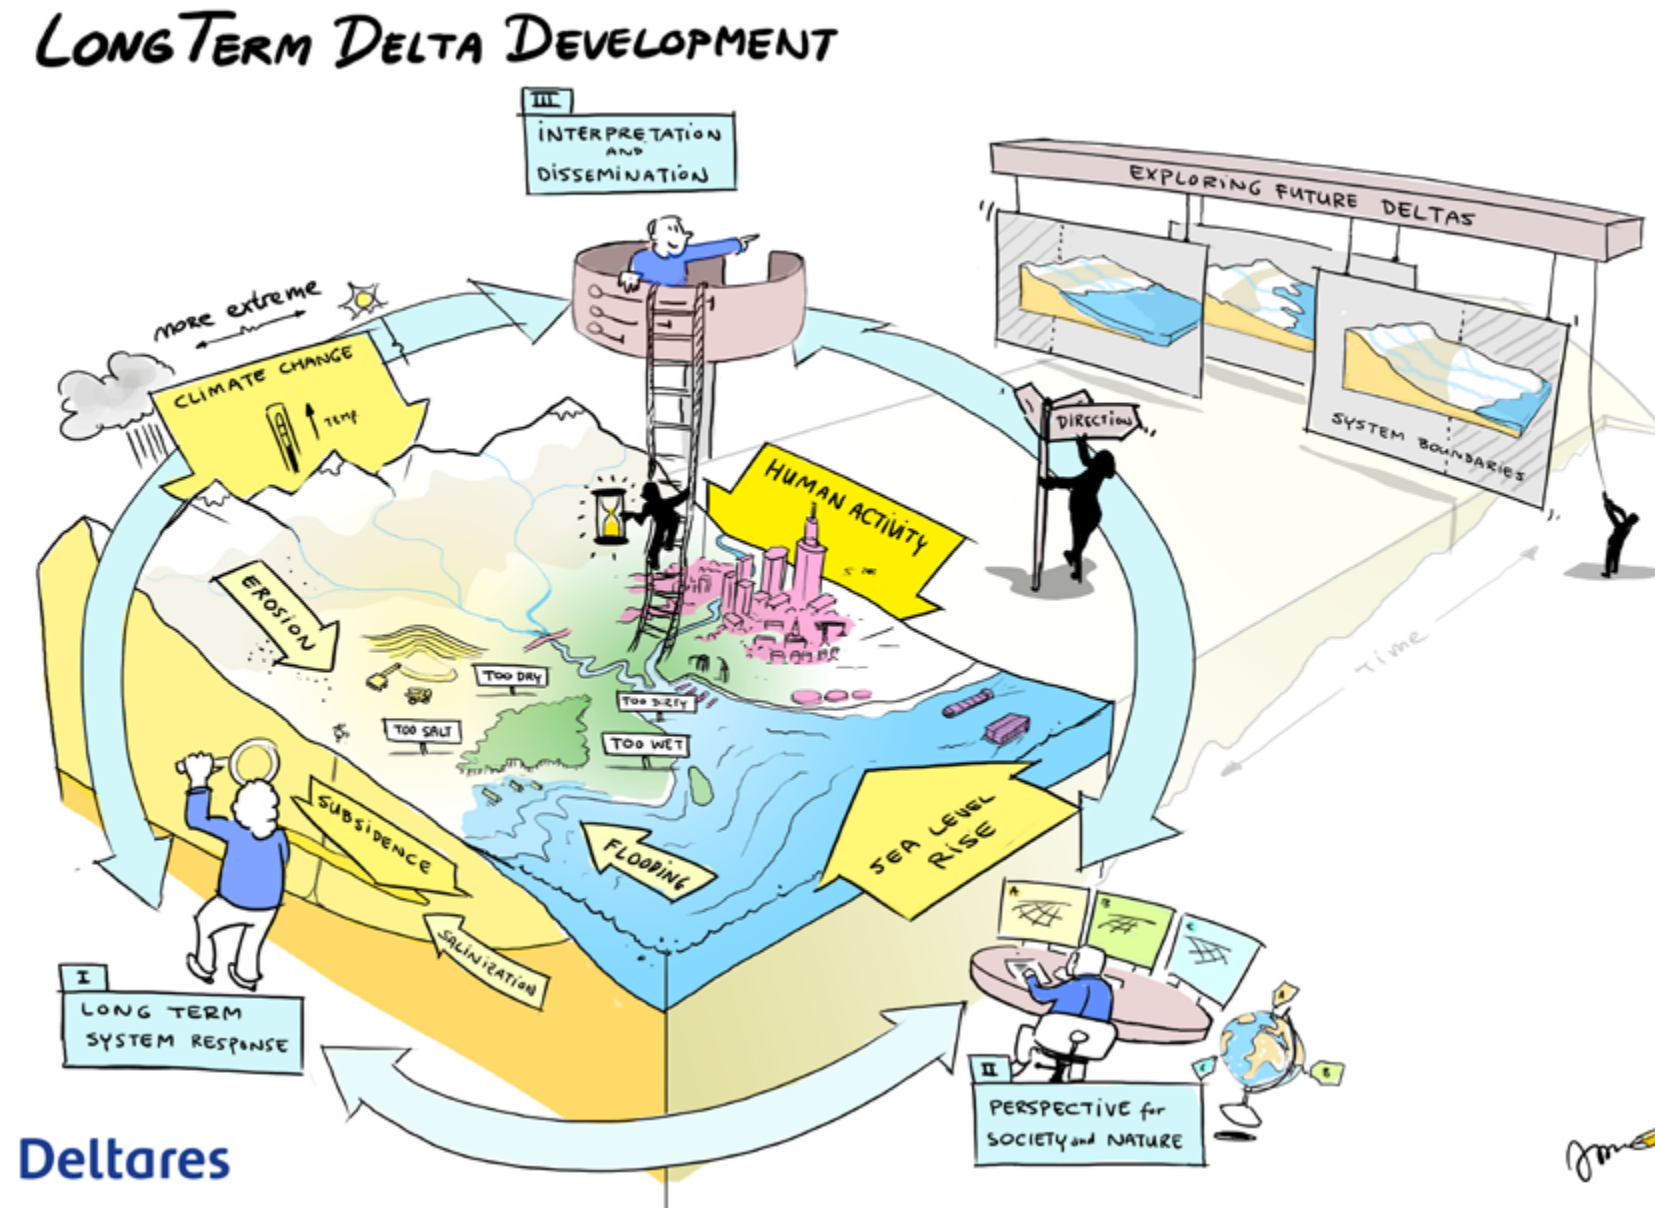 LONG TERM DELTA DEVELOPMENT
III
INTERPRETATION
AND
DISSEMINATION
EXPLORING FUTURE DELTAS
SYSTEM BOUNDARIES
more extreme
CLIMATE CHANGE
TEMP.
DIRECTION
HUMAN ACTIVITY
EROSION
TOO DRY
TOO DIRTY
TOO SALT
TOO WET
Time
SUBSIDENCE
FLOODING
SEA LEVEL
RISE
SALINIZATION
A
B
C
I
LONG TERM
SYSTEM RESPONSE
A
B
C
II
PERSPECTIVE for
SOCIETY and NATURE
Deltares